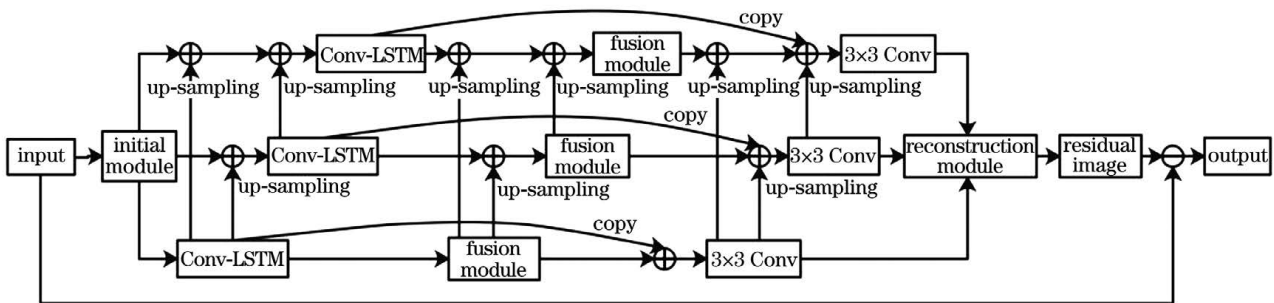 copy
Conv-LSTM
fusion
module
3×3 Conv
up-sampling
up-sampling
up-sampling
up-sampling
up-sampling
up-sampling
copy
input
initial
module
Conv-LSTM
fusion
module
3×3 Conv
reconstruction
module
residual
image
output
up-sampling
up-sampling
up-sampling
copy
Conv-LSTM
fusion
module
3×3 Conv